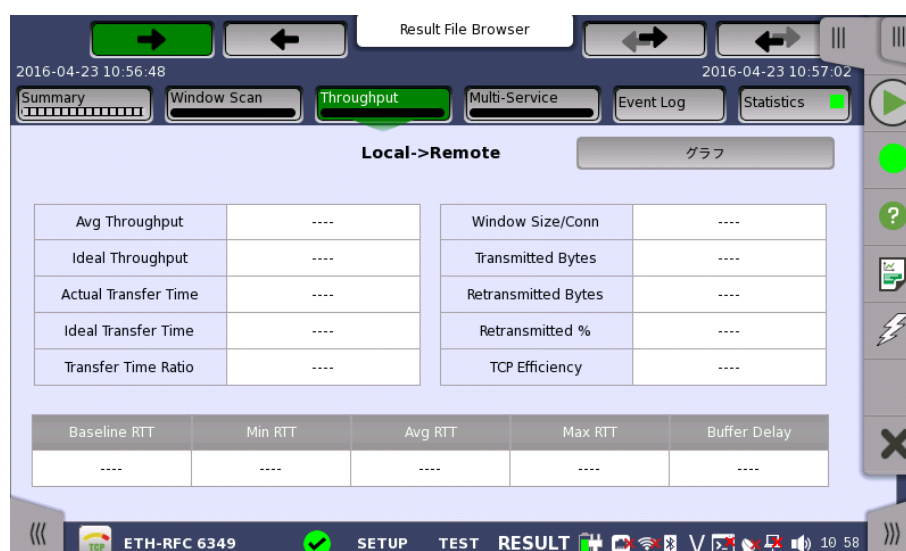 Result File Browser
2016-04-23 10:56:48
2016-04-23 10:57:02
Summary
Window Scan
Throughput
Multi-Service
Event Log
Statistics
Local->Remote
グラフ
Avg Throughput ---- Window Size/Conn ----
Ideal Throughput ---- Transmitted Bytes ----
Actual Transfer Time ---- Retransmitted Bytes ----
Ideal Transfer Time ---- Retransmitted % ----
Transfer Time Ratio ---- TCP Efficiency ----
Baseline RTT Min RTT Avg RTT Max RTT Buffer Delay
---- ---- ---- ---- ----
TCP ETH-RFC 6349 SETUP TEST RESULT 10 58